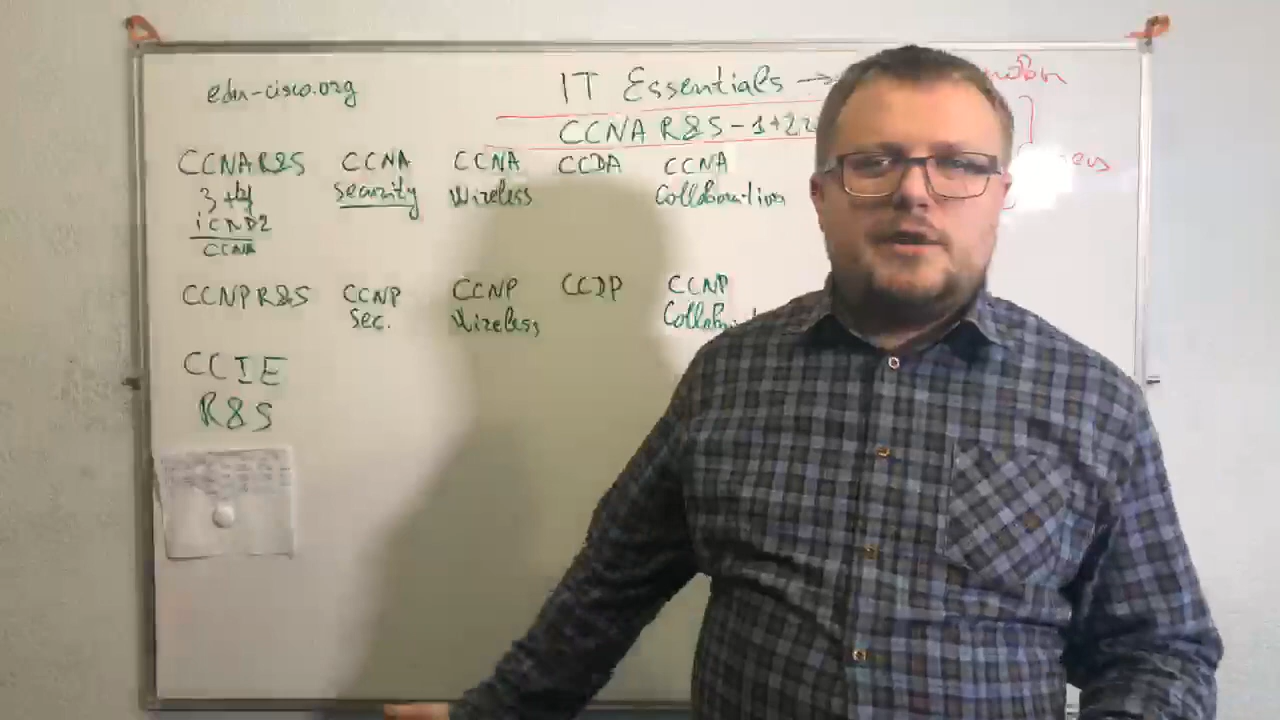 edu-cisco.org
IT Essentials →
CCNA R&S - 1+2
CCNA R&S
3+4
iCND2
CCNA
CCNA
security
CCNA
Wireless
CCDA
CCNA
Collaboration
CCNP R&S
CCNP
Sec.
CCNP
Wireless
CCDP
CCNP
CCIE
R&S